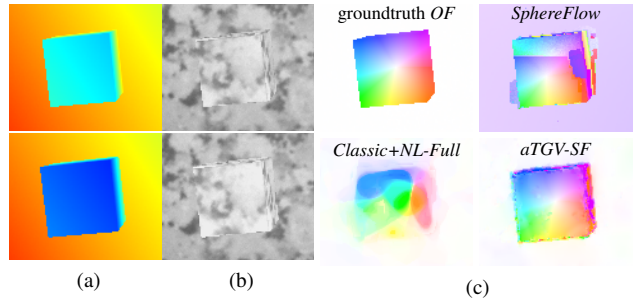 groundtruth OF
SphereFlow
Classic+NL-Full
aTGV-SF
(a)
(b)
(c)